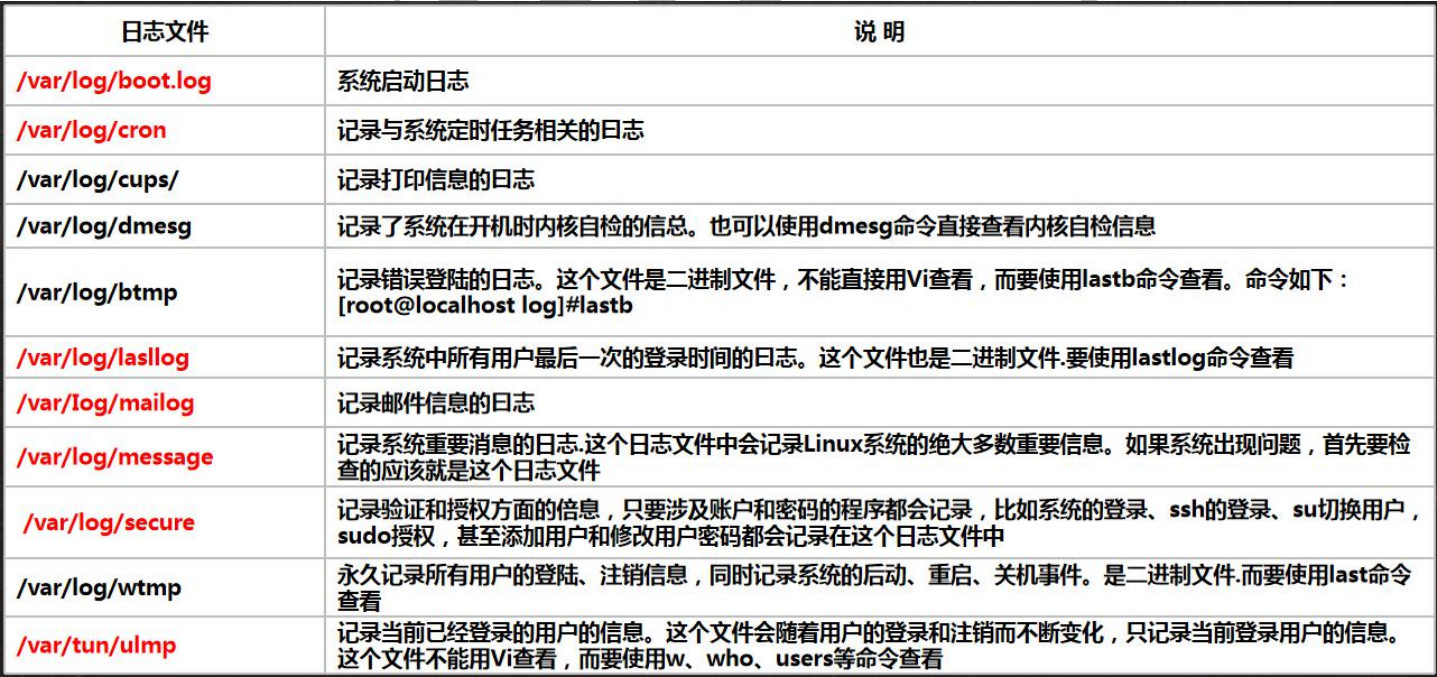 日志文件
说 明
/var/log/boot.log
系统启动日志
/var/log/cron
记录与系统定时任务相关的曰志
/var/log/cups/
记录打印信息的曰志
/var/log/dmesg
记录了系统在开机时内核自检的信总。也可以使用dmesg命令直接查看内核自检信息
/var/log/btmp
记录错误登陆的日志。这个文件是二进制文件，不能直接用Vi查看，而要使用lastb命令查看。命令如下：
[root@localhost log]#lastb
/var/log/lasllog
记录系统中所有用户最后一次的登录时间的曰志。这个文件也是二进制文件.要使用lastlog命令查看
/var/Iog/mailog
记录邮件信息的曰志
/var/log/message
记录系统重要消息的日志.这个日志文件中会记录Linux系统的绝大多数重要信息。如果系统出现问题，首先要检
查的应该就是这个日志文件
/var/log/secure
记录验证和授权方面的倍息，只要涉及账户和密码的程序都会记录，比如系统的登录、ssh的登录、su切换用户，
sudo授权，甚至添加用户和修改用户密码都会记录在这个日志文件中
/var/log/wtmp
永久记录所有用户的登陆、注销信息，同时记录系统的后动、重启、关机事件。是二进制文件.而要使用last命令
查看
/var/tun/ulmp
记录当前已经登录的用户的信息。这个文件会随着用户的登录和注销而不断变化，只记录当前登录用户的信息。
这个文件不能用Vi查看，而要使用w、who、users等命令查看